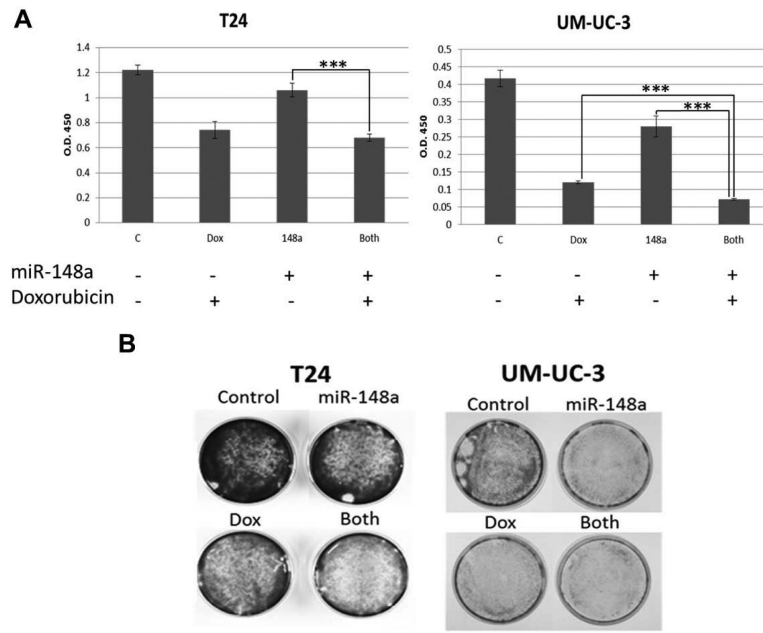 A
T24
UM-UC-3
1.4
1.2
1
0.8
0.6
0.4
0.2
0
O.D. 450
***
C Dox 148a Both
0.5
0.45
0.4
0.35
0.3
0.25
0.2
0.15
0.1
0.05
0
O.D. 450
***
***
C Dox 148a Both
miR-148a - - + + - - + +
Doxorubicin - + - + - + - +
B
T24
UM-UC-3
Control miR-148a
Control miR-148a
Dox Both
Dox Both